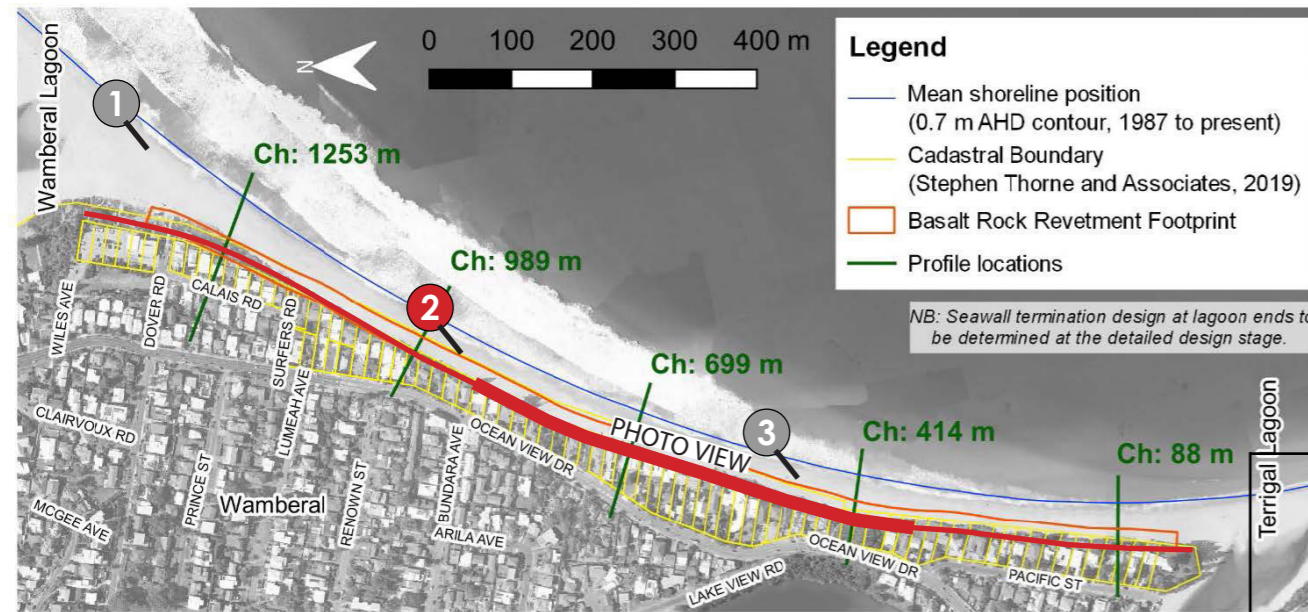 Wamberal Lagoon
1
N
0 100 200 300 400 m
Legend
Mean shoreline position
(0.7 m AHD contour, 1987 to present)
Cadastral Boundary
(Stephen Thorne and Associates, 2019)
Basalt Rock Revetment Footprint
Profile locations
NB: Seawall termination design at lagoon ends to
be determined at the detailed design stage.
Ch: 1253 m
Ch: 989 m
2
Ch: 699 m
PHOTO VIEW
3
Ch: 414 m
Ch: 88 m
Terrigal Lagoon
WILES AVE
DOVER RD
CALAIS RD
SURFERS RD
LUMEAH AVE
CLAIRVOUX RD
PRINCE ST
Wamberal
RENOWN ST
BUNDARA AVE
OCEAN VIEW DR
MCGEE AVE
ARILA AVE
LAKE VIEW RD
OCEAN VIEW DR
PACIFIC ST